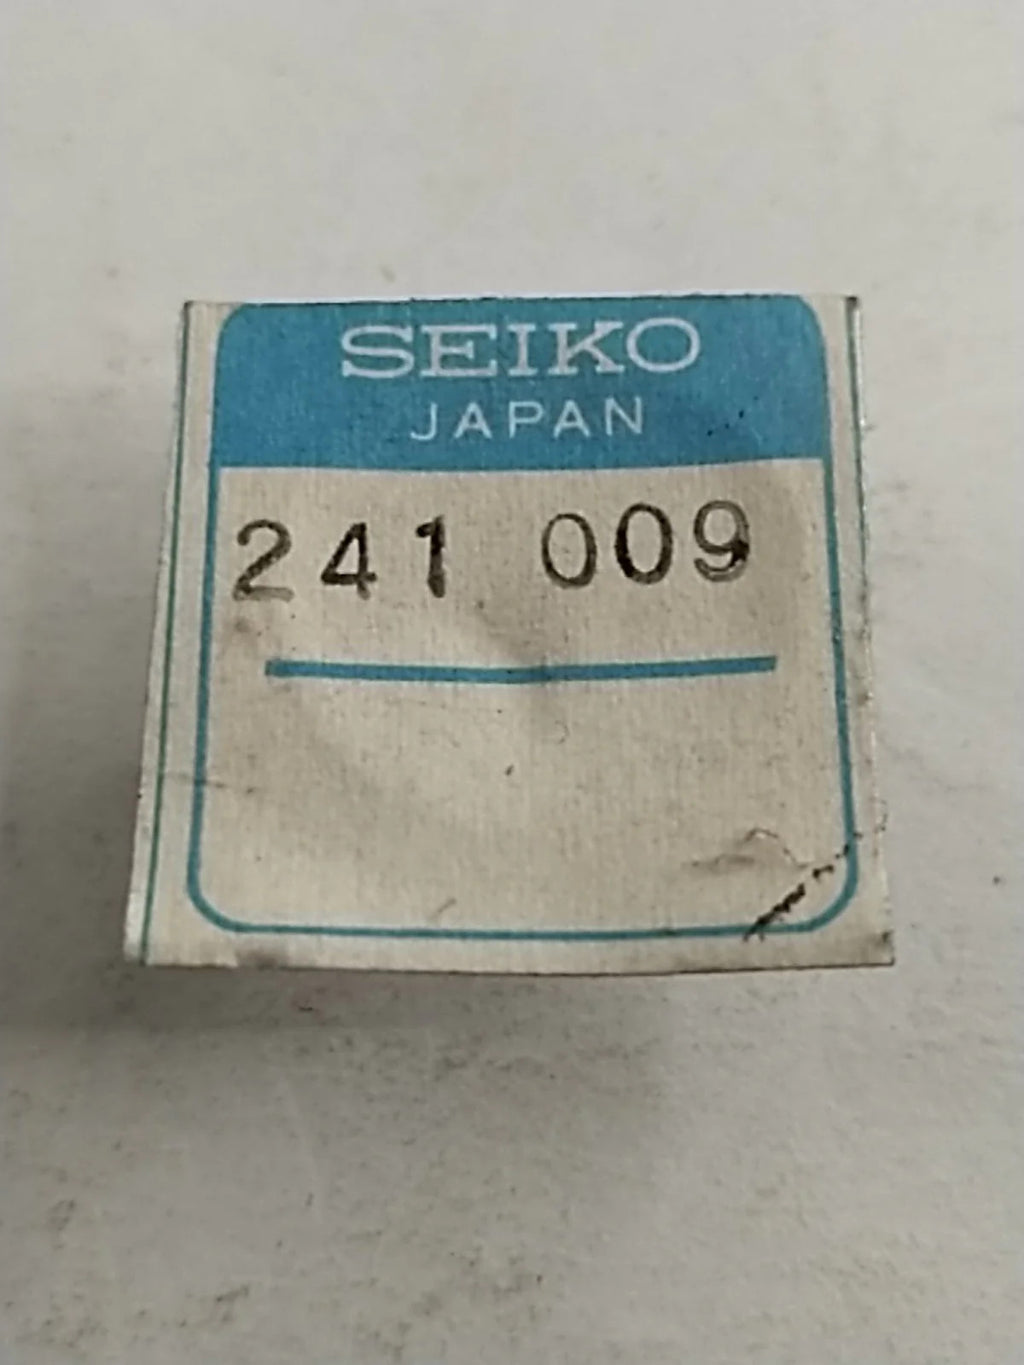 SEIKO
JAPAN
241 009